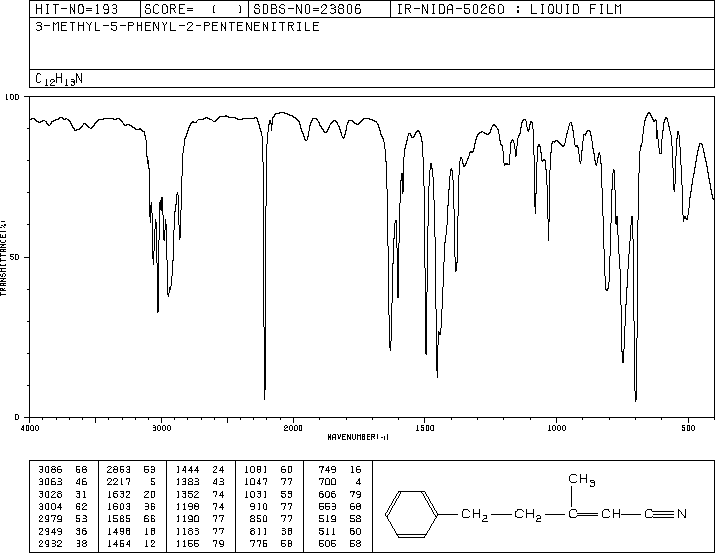 HIT-NO=193 SCORE= ( ) SDBS-NO=23806 IR-NIDA-50260 : LIQUID FILM
3-METHYL-5-PHENYL-2-PENTENENITRILE
C12H13N
100
50
0
TRANSMITTANCE(%)
4000 3000 2000 1500 1000 500
WAVENUMBER(-1)
3086 68 2863 53 1444 24 1081 60 749 16
3063 46 2217 5 1383 43 1047 77 700 4
3028 31 1632 20 1352 74 1031 53 606 79
3004 62 1603 36 1198 74 910 77 553 68
2979 53 1585 66 1190 77 850 77 519 58
2949 36 1498 18 1183 77 811 38 511 60
2932 38 1454 12 1155 79 776 58 505 58
CH3
CH2 CH2 C CH C N